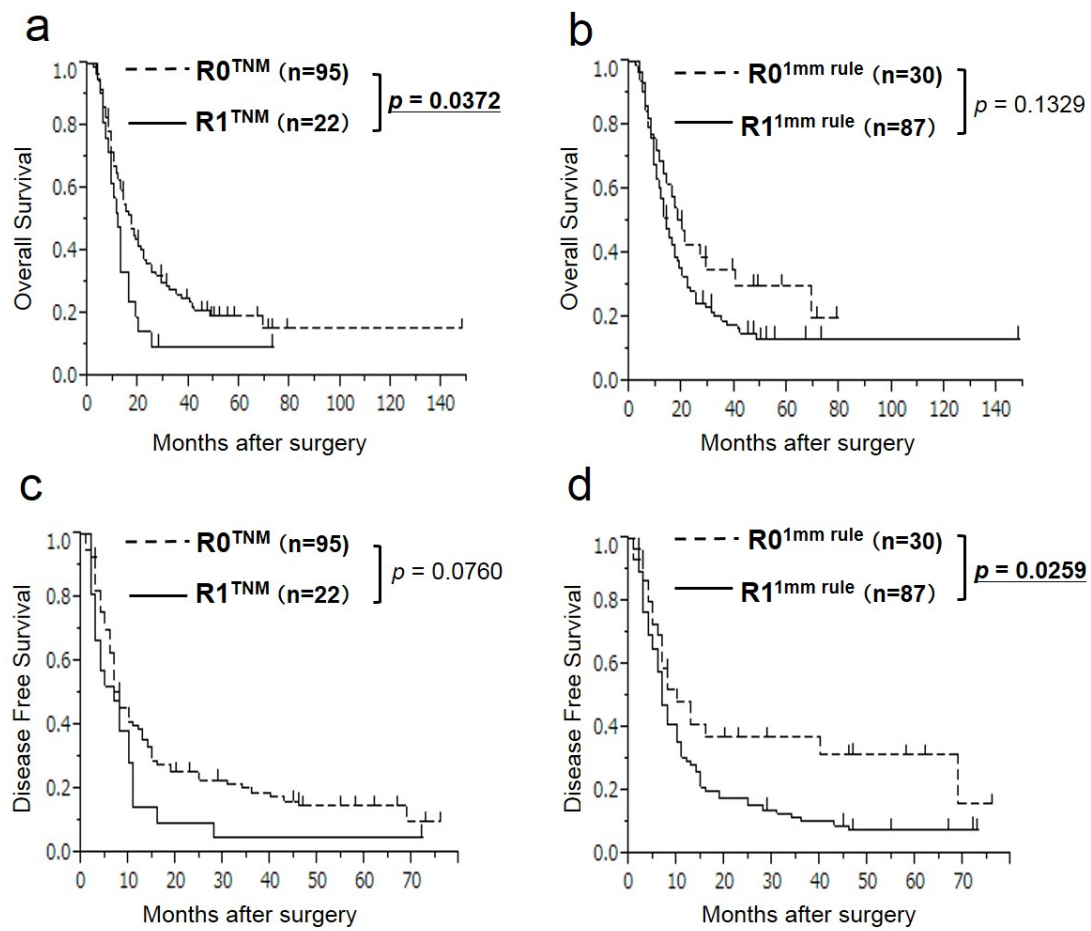 a
R0TNM (n=95)
R1TNM (n=22)
p = 0.0372
1.0
0.8
0.6
0.4
0.2
0.0
Overall Survival
0 20 40 60 80 100 120 140
Months after surgery
b
R01mm rule (n=30)
R11mm rule (n=87)
p = 0.1329
1.0
0.8
0.6
0.4
0.2
0.0
Overall Survival
0 20 40 60 80 100 120 140
Months after surgery
c
R0TNM (n=95)
R1TNM (n=22)
p = 0.0760
1.0
0.8
0.6
0.4
0.2
0.0
Disease Free Survival
0 10 20 30 40 50 60 70
Months after surgery
d
R01mm rule (n=30)
R11mm rule (n=87)
p = 0.0259
1.0
0.8
0.6
0.4
0.2
0.0
Disease Free Survival
0 10 20 30 40 50 60 70
Months after surgery